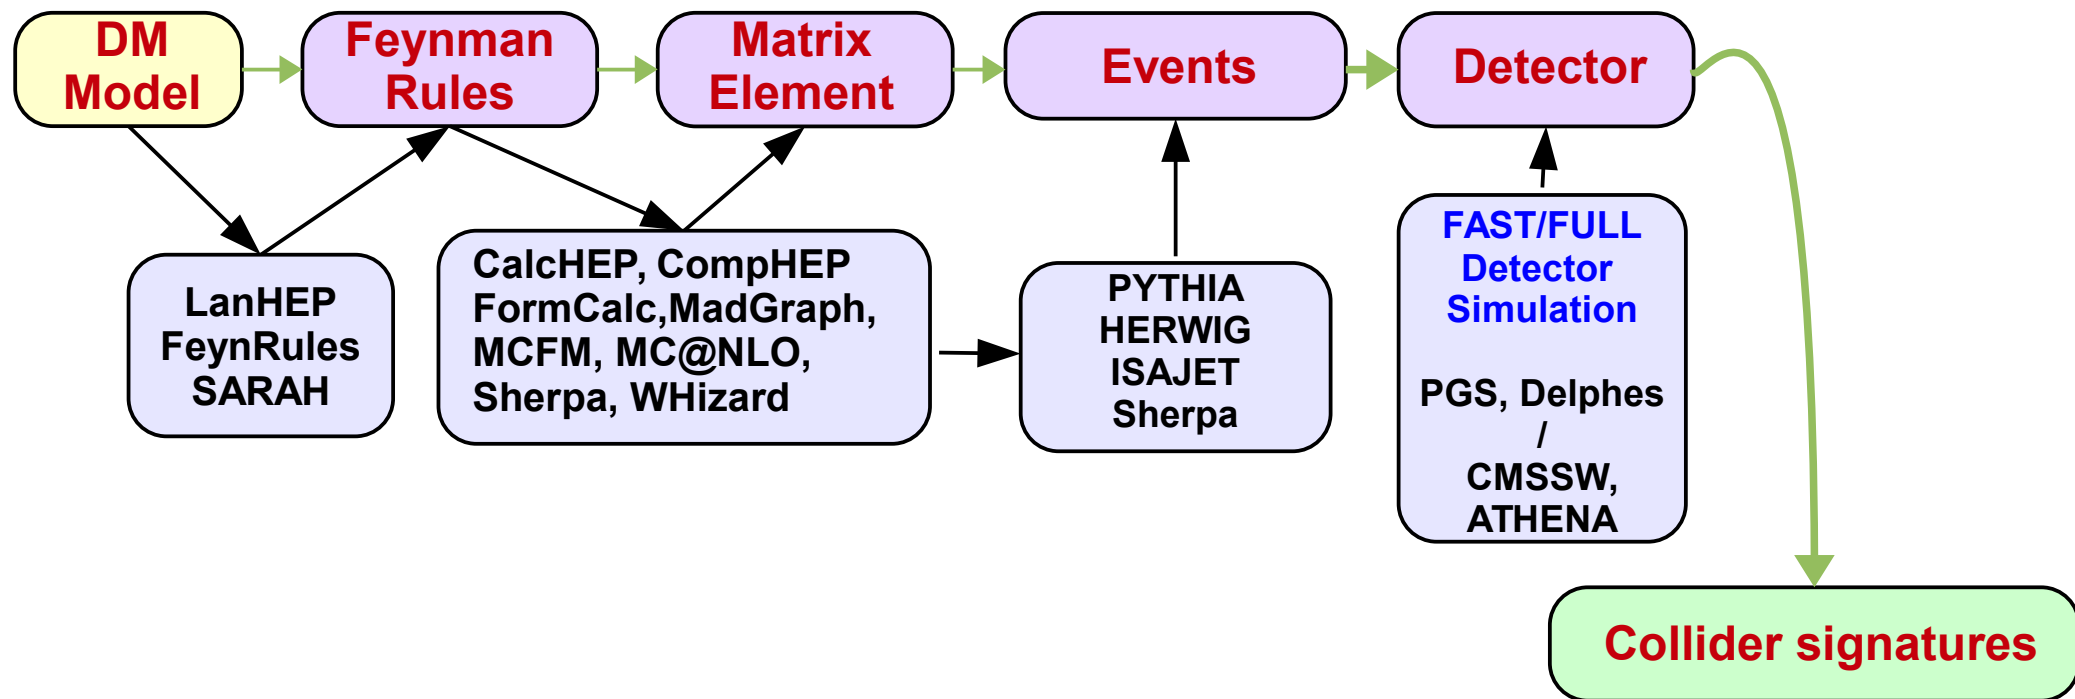 DM
Model
Feynman
Rules
Matrix
Element
Events
Detector
LanHEP
FeynRules
SARAH
CalcHEP, CompHEP
FormCalc,MadGraph,
MCFM, MC@NLO,
Sherpa, WHizard
PYTHIA
HERWIG
ISAJET
Sherpa
FAST/FULL
Detector
Simulation
PGS, Delphes
/
CMSSW,
ATHENA
Collider signatures